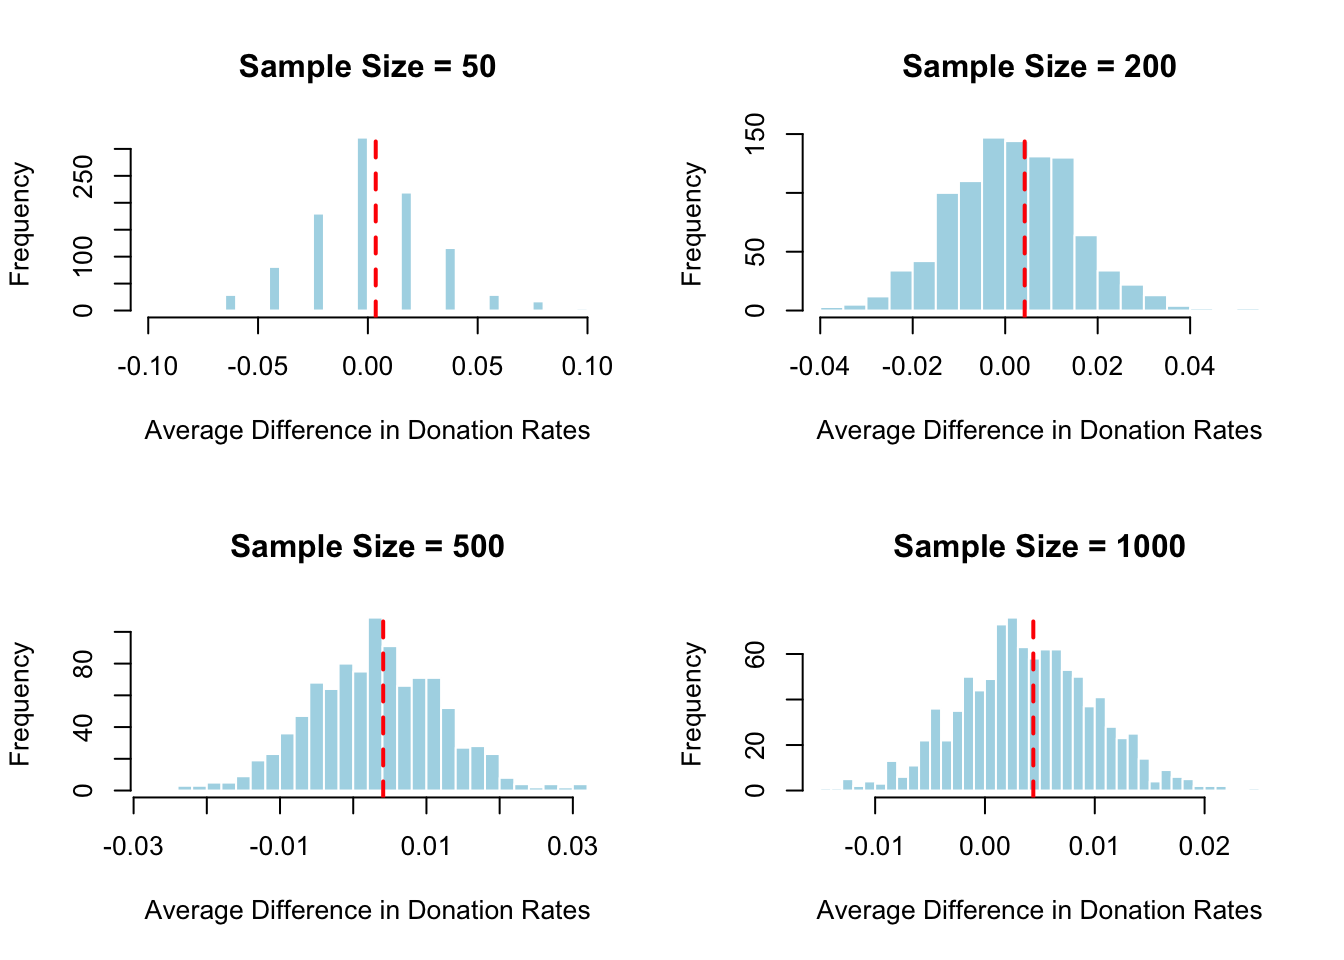 Sample Size = 50
Frequency
250
100
0
-0.10 -0.05 0.00 0.05 0.10
Average Difference in Donation Rates
Sample Size = 200
Frequency
150
50
0
-0.04 -0.02 0.00 0.02 0.04
Average Difference in Donation Rates
Sample Size = 500
Frequency
80
40
0
-0.03 -0.01 0.01 0.03
Average Difference in Donation Rates
Sample Size = 1000
Frequency
60
20
0
-0.01 0.00 0.01 0.02
Average Difference in Donation Rates